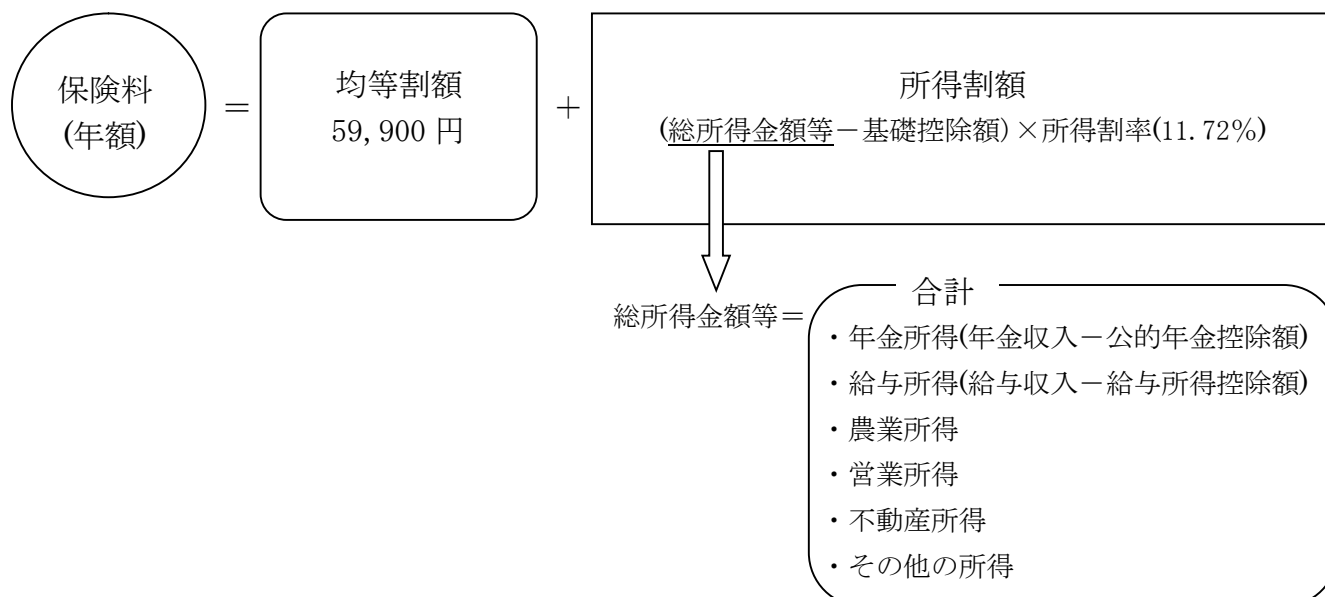 保険料
(年額)
＝
均等割額
59,900 円
＋
所得割額
(総所得金額等－基礎控除額)×所得割率(11.72％)
総所得金額等＝
合計
・年金所得(年金収入－公的年金控除額)
・給与所得(給与収入－給与所得控除額)
・農業所得
・営業所得
・不動産所得
・その他の所得